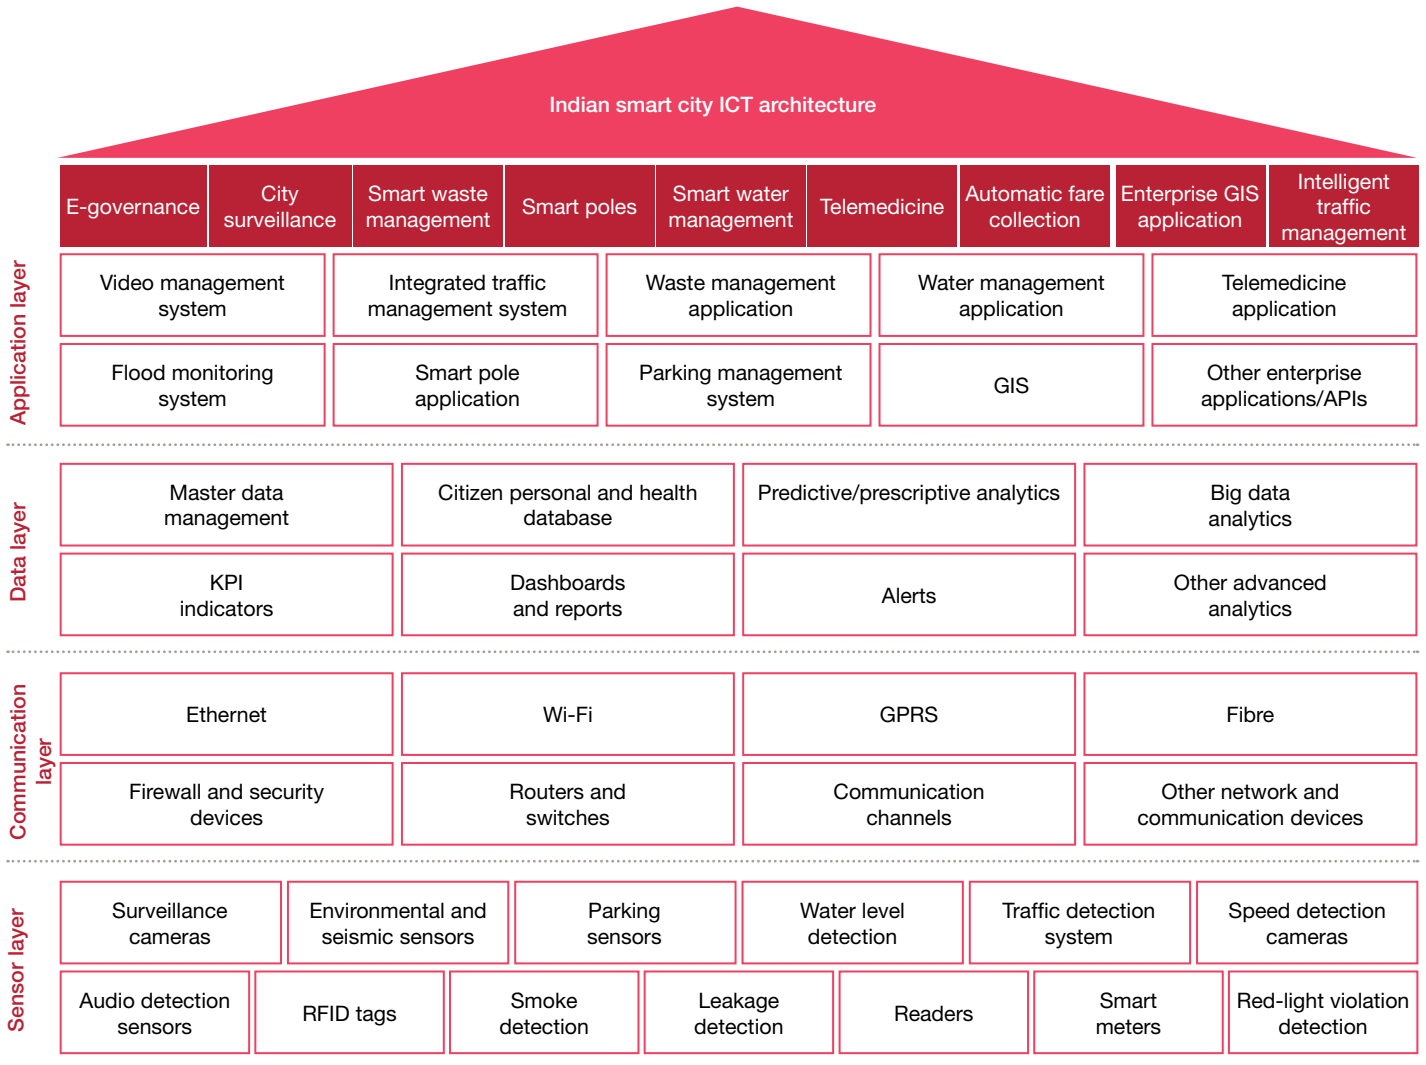 Indian smart city ICT architecture
E-governance
City
surveillance
Smart waste
management
Smart poles
Smart water
management
Telemedicine
Automatic fare
collection
Enterprise GIS
application
Intelligent
traffic
management
Application layer
Video management
system
Integrated traffic
management system
Waste management
application
Water management
application
Telemedicine
application
Flood monitoring
system
Smart pole
application
Parking management
system
GIS
Other enterprise
applications/APIs
Data layer
Master data
management
Citizen personal and health
database
Predictive/prescriptive analytics
Big data
analytics
KPI
indicators
Dashboards
and reports
Alerts
Other advanced
analytics
Communication
layer
Ethernet
Wi-Fi
GPRS
Fibre
Firewall and security
devices
Routers and
switches
Communication
channels
Other network and
communication devices
Sensor layer
Surveillance
cameras
Environmental and
seismic sensors
Parking
sensors
Water level
detection
Traffic detection
system
Speed detection
cameras
Audio detection
sensors
RFID tags
Smoke
detection
Leakage
detection
Readers
Smart
meters
Red-light violation
detection